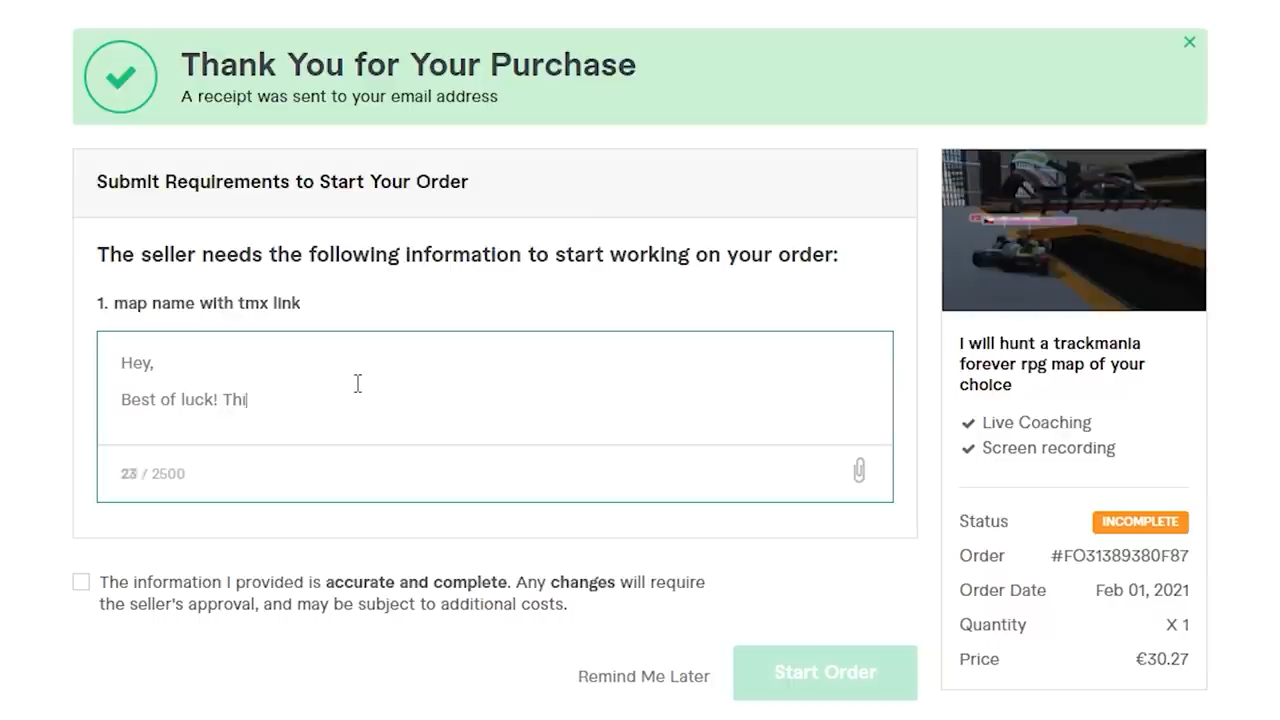 Thank You for Your Purchase
A receipt was sent to your email address
Submit Requirements to Start Your Order
The seller needs the following information to start working on your order:
1. map name with tmx link
Hey,
Best of luck! Thi
23 / 2500
The information I provided is accurate and complete. Any changes will require
the seller's approval, and may be subject to additional costs.
Remind Me Later
Start Order
I will hunt a trackmania
forever rpg map of your
choice
Live Coaching
Screen recording
Status INCOMPLETE
Order #FO31389380F87
Order Date Feb 01, 2021
Quantity X 1
Price €30.27